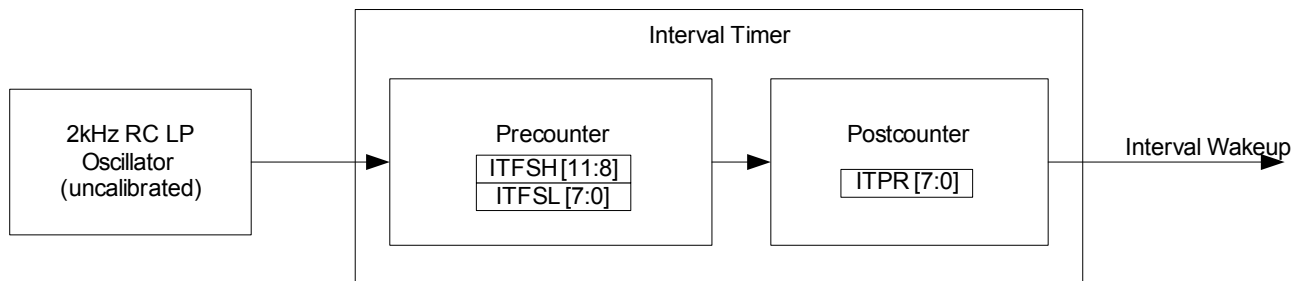 Interval Timer
2kHz RC LP
Oscillator
(uncalibrated)
Precounter
ITFSH[11:8]
ITFSL[7:0]
Postcounter
ITPR[7:0]
Interval Wakeup